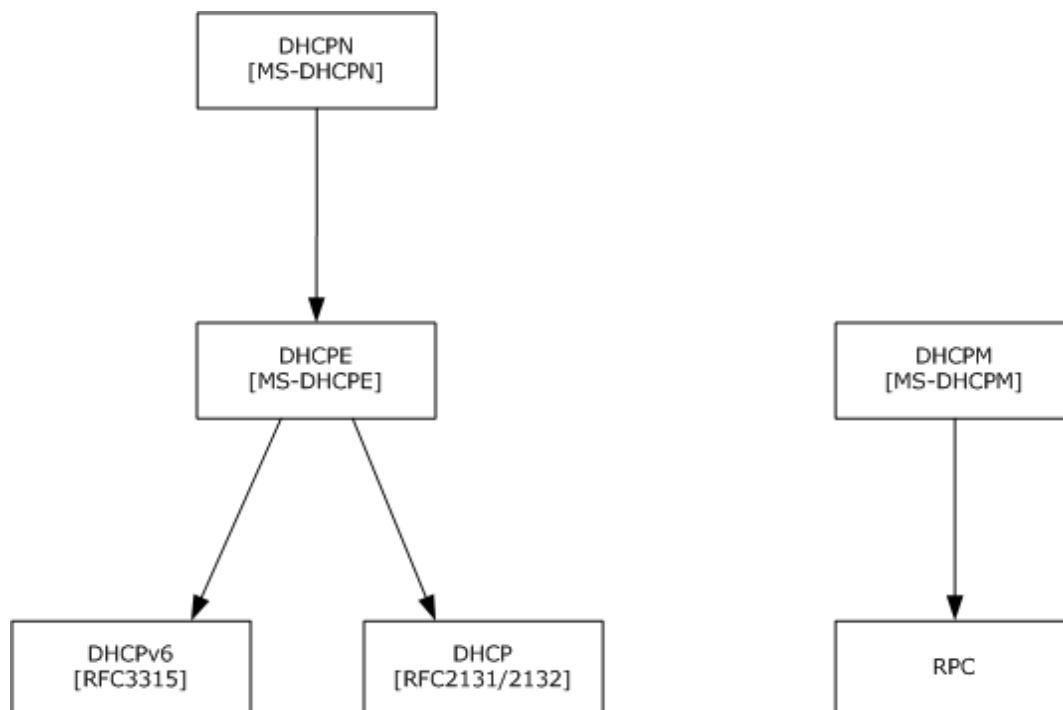 DHCPN
[MS-DHCPN]
DHCPE
[MS-DHCPE]
DHCPM
[MS-DHCPM]
DHCPv6
[RFC3315]
DHCP
[RFC2131/2132]
RPC